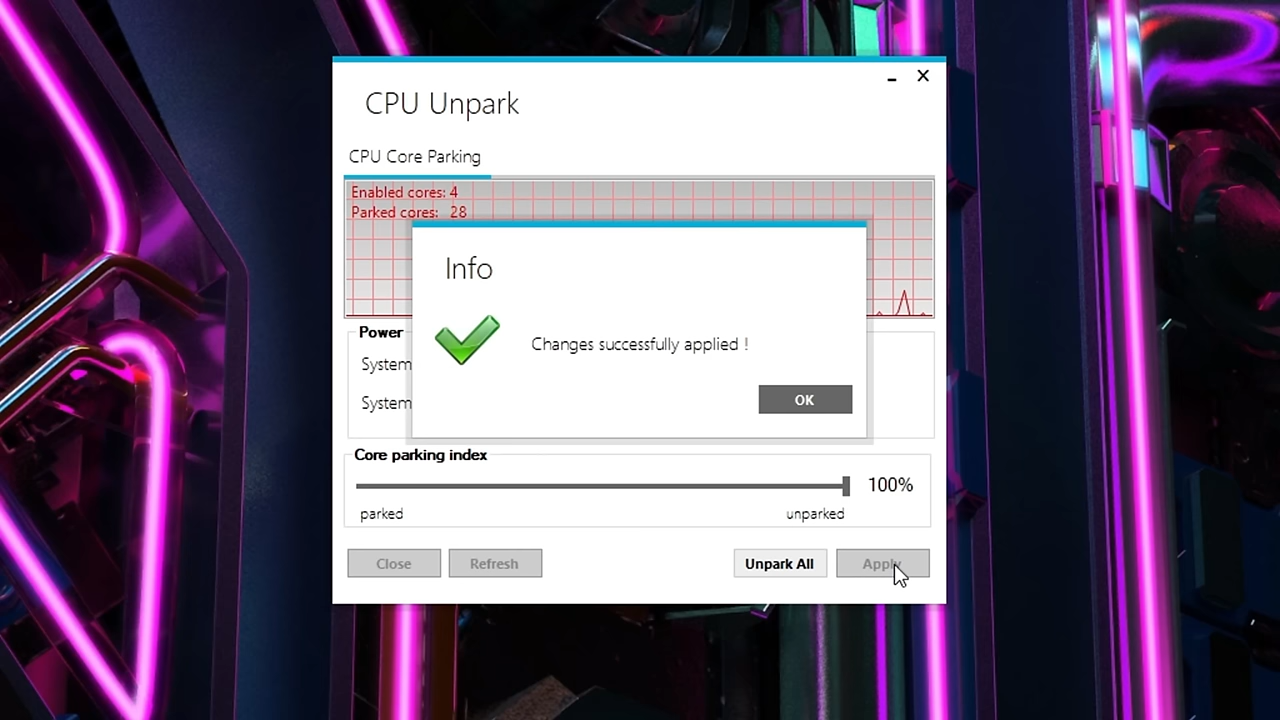 CPU Unpark
CPU Core Parking
Enabled cores: 4
Parked cores: 28
Info
Changes successfully applied !
OK
Power
System
System
Core parking index
100%
parked
unparked
Close
Refresh
Unpark All
Apply